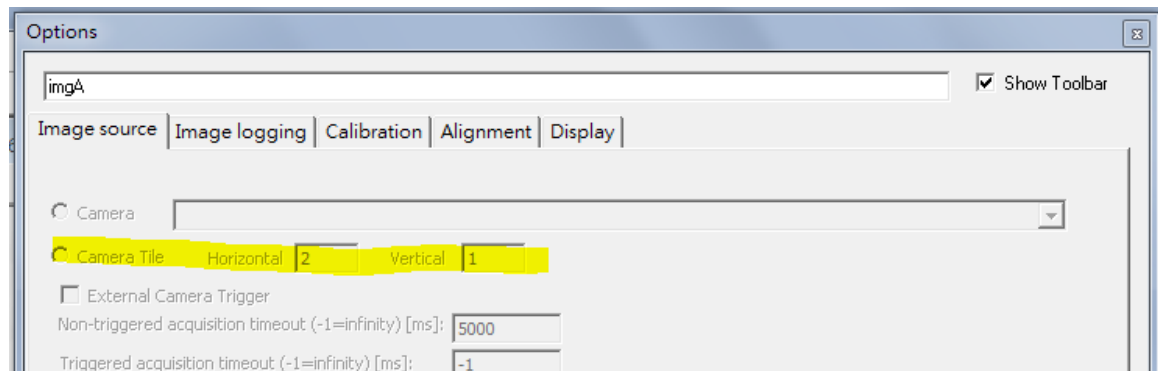 Options
imgA Show Toolbar
Image source Image logging Calibration Alignment Display
Camera
Camera Tile Horizontal 2 Vertical 1
External Camera Trigger
Non-triggered acquisition timeout (-1=infinity) [ms]: 5000
Triggered acquisition timeout (-1=infinity) [ms]: -1